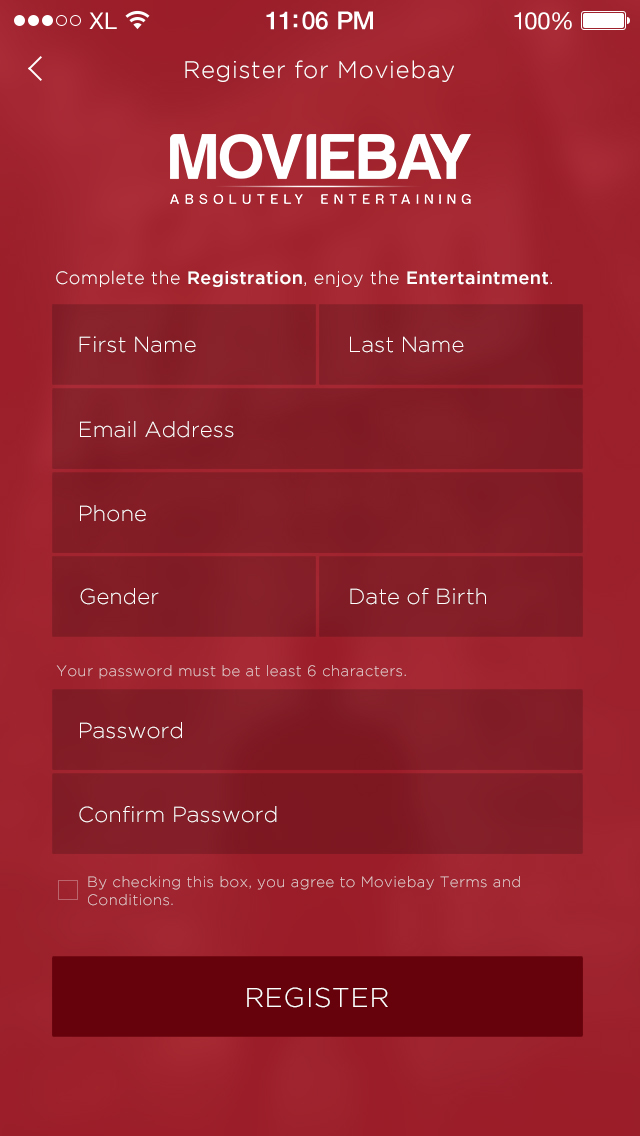 XL 11:06 PM 100%
Register for Moviebay
MOVIEBAY
ABSOLUTELY ENTERTAINING
Complete the Registration, enjoy the Entertaintment.
First Name Last Name
Email Address
Phone
Gender Date of Birth
Your password must be at least 6 characters.
Password
Confirm Password
By checking this box, you agree to Moviebay Terms and
Conditions.
REGISTER